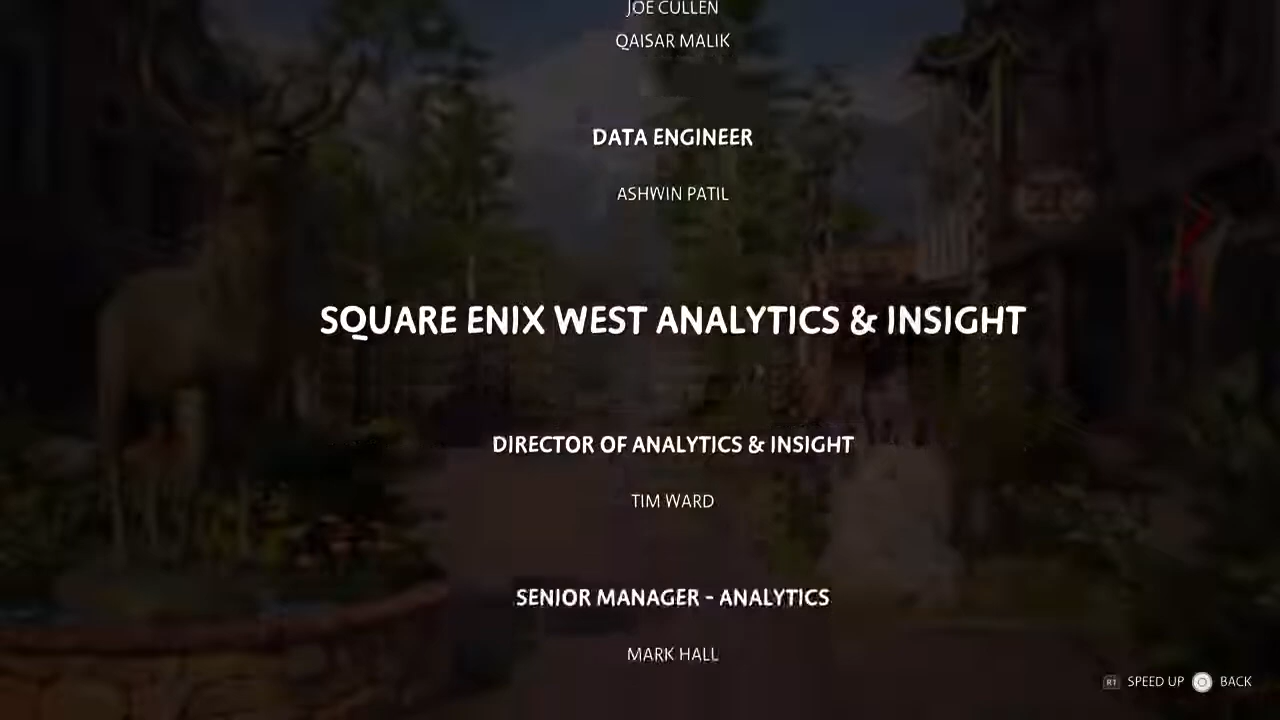 JOE CULLEN
QAISAR MALIK
DATA ENGINEER
ASHWIN PATIL
SQUARE ENIX WEST ANALYTICS & INSIGHT
DIRECTOR OF ANALYTICS & INSIGHT
TIM WARD
SENIOR MANAGER - ANALYTICS
MARK HALL
R1 SPEED UP BACK